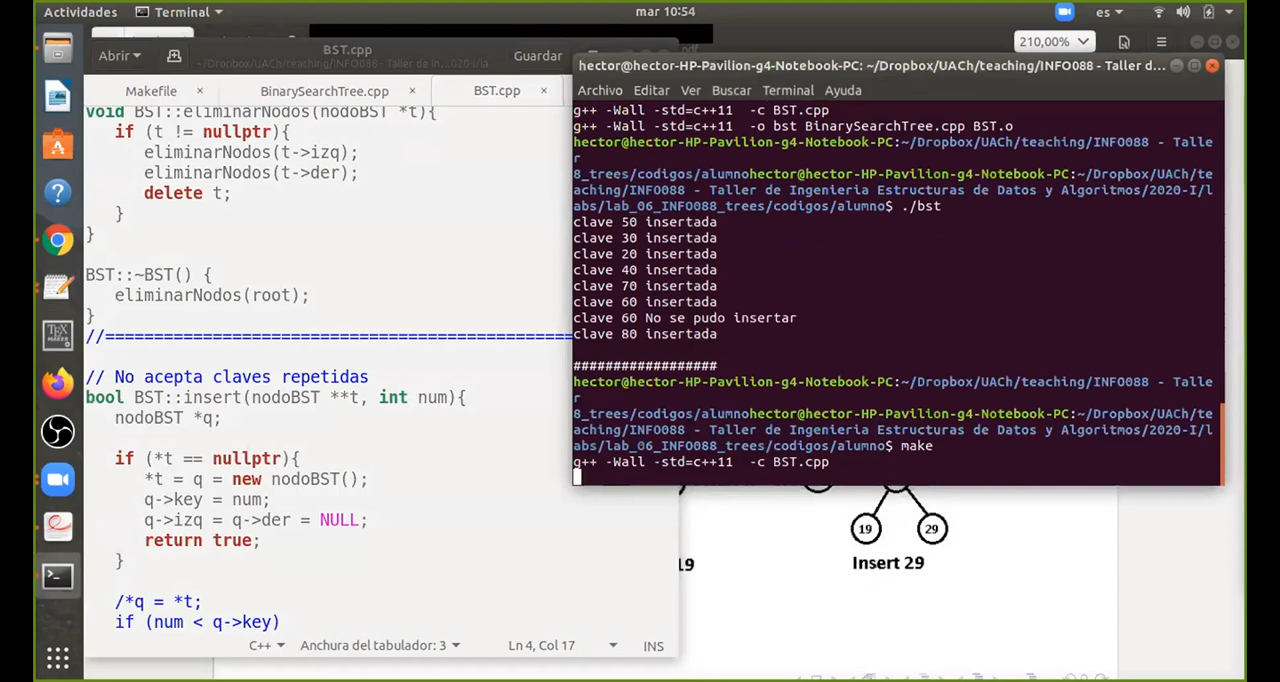 Actividades
Terminal
mar 10:54
es
Abrir
BST.cpp
Guardar
Makefile ×
BinarySearchTree.cpp ×
BST.cpp ×
void BST::eliminarNodos(nodoBST *t){
if (t != nullptr){
eliminarNodos(t->izq);
eliminarNodos(t->der);
delete t;
}
}
BST::~BST() {
eliminarNodos(root);
}
//==================================================
// No acepta claves repetidas
bool BST::insert(nodoBST **t, int num){
nodoBST *q;
if (*t == nullptr){
*t = q = new nodoBST();
q->key = num;
q->izq = q->der = NULL;
return true;
}
/*q = *t;
if (num < q->key)
C++
Anchura del tabulador: 3
Ln 4, Col 17
INS
210,00%
hector@hector-HP-Pavilion-g4-Notebook-PC: ~/Dropbox/UACh/teaching/INFO088 - Taller d...
Archivo Editar Ver Buscar Terminal Ayuda
g++ -Wall -std=c++11 -c BST.cpp
g++ -Wall -std=c++11 -o bst BinarySearchTree.cpp BST.o
hector@hector-HP-Pavilion-g4-Notebook-PC:~/Dropbox/UACh/teaching/INFO088 - Talle
r
8_trees/codigos/alumnohector@hector-HP-Pavilion-g4-Notebook-PC:~/Dropbox/UACh/te
aching/INFO088 - Taller de Ingenieria Estructuras de Datos y Algoritmos/2020-I/l
abs/lab_06_INFO088_trees/codigos/alumno$ ./bst
clave 50 insertada
clave 30 insertada
clave 20 insertada
clave 40 insertada
clave 70 insertada
clave 60 insertada
clave 60 No se pudo insertar
clave 80 insertada
##################
hector@hector-HP-Pavilion-g4-Notebook-PC:~/Dropbox/UACh/teaching/INFO088 - Talle
r
8_trees/codigos/alumnohector@hector-HP-Pavilion-g4-Notebook-PC:~/Dropbox/UACh/te
aching/INFO088 - Taller de Ingenieria Estructuras de Datos y Algoritmos/2020-I/l
abs/lab_06_INFO088_trees/codigos/alumno$ make
g++ -Wall -std=c++11 -c BST.cpp
19
29
19
Insert 29